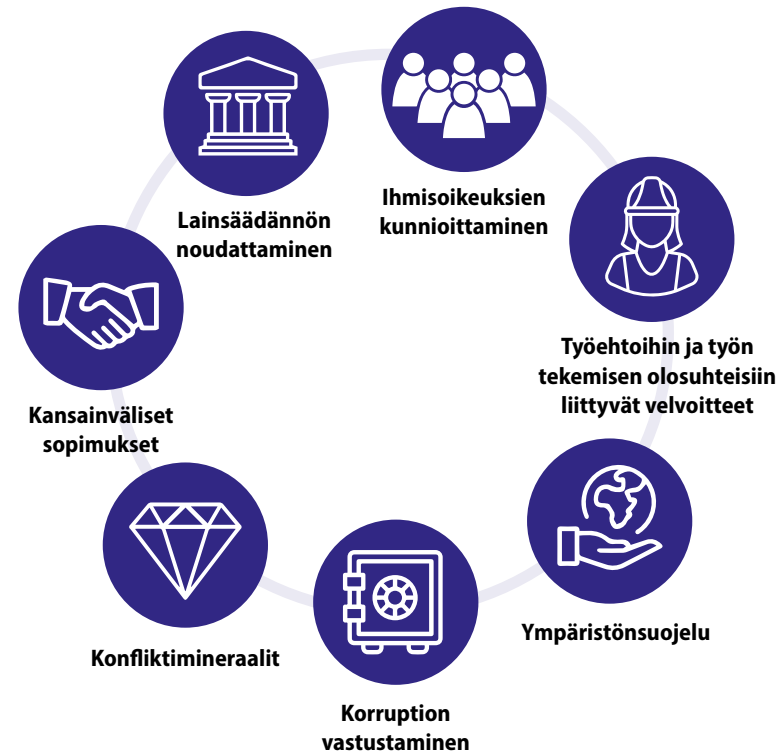 Lainsäädännön
noudattaminen
Ihmisoikeuksien
kunnioittaminen
Työehtoihin ja työn
tekemisen olosuhteisiin
liittyvät velvoitteet
Ympäristönsuojelu
Korruption
vastustaminen
Konfliktimineraalit
Kansainväliset
sopimukset